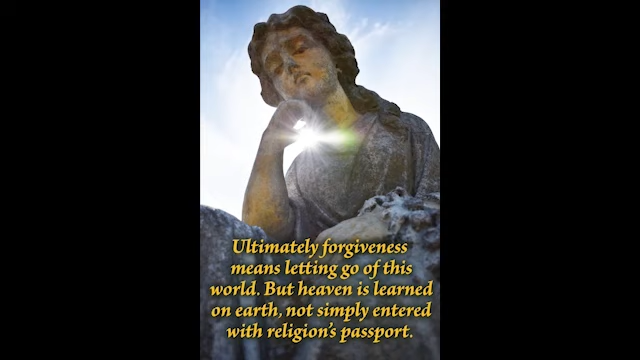 Ultimately forgiveness
means letting go of this
world. But heaven is learned
on earth, not simply entered
with religion's passport.